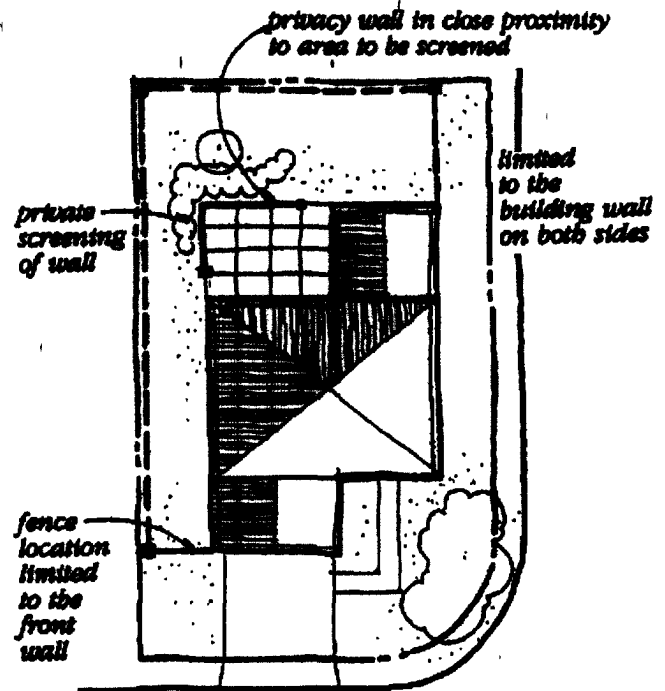 privacy wall in close proximity
to area to be screened
limited
to the
building wall
on both sides
private
screening
of wall
fence
location
limited
to the
front
wall